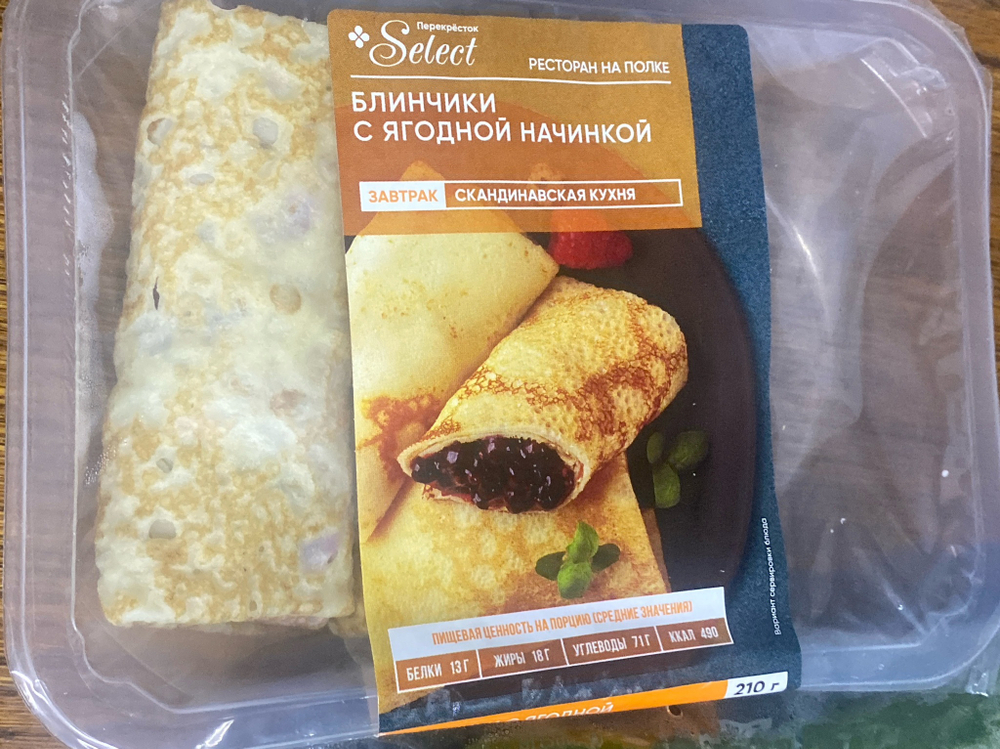 Перекрёсток
Select
РЕСТОРАН НА ПОЛКЕ
БЛИНЧИКИ
С ЯГОДНОЙ НАЧИНКОЙ
ЗАВТРАК СКАНДИНАВСКАЯ КУХНЯ
Вариант сервировки блюда
ПИЩЕВАЯ ЦЕННОСТЬ НА ПОРЦИЮ (СРЕДНИЕ ЗНАЧЕНИЯ)
БЕЛКИ 13 Г ЖИРЫ 18 Г УГЛЕВОДЫ 71 Г ККАЛ 490
210 г
С ЯГОДНОЙ